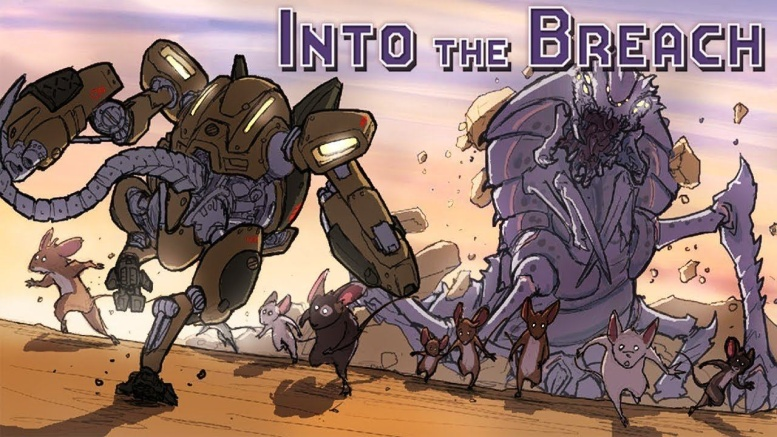 INTO THE BREACH